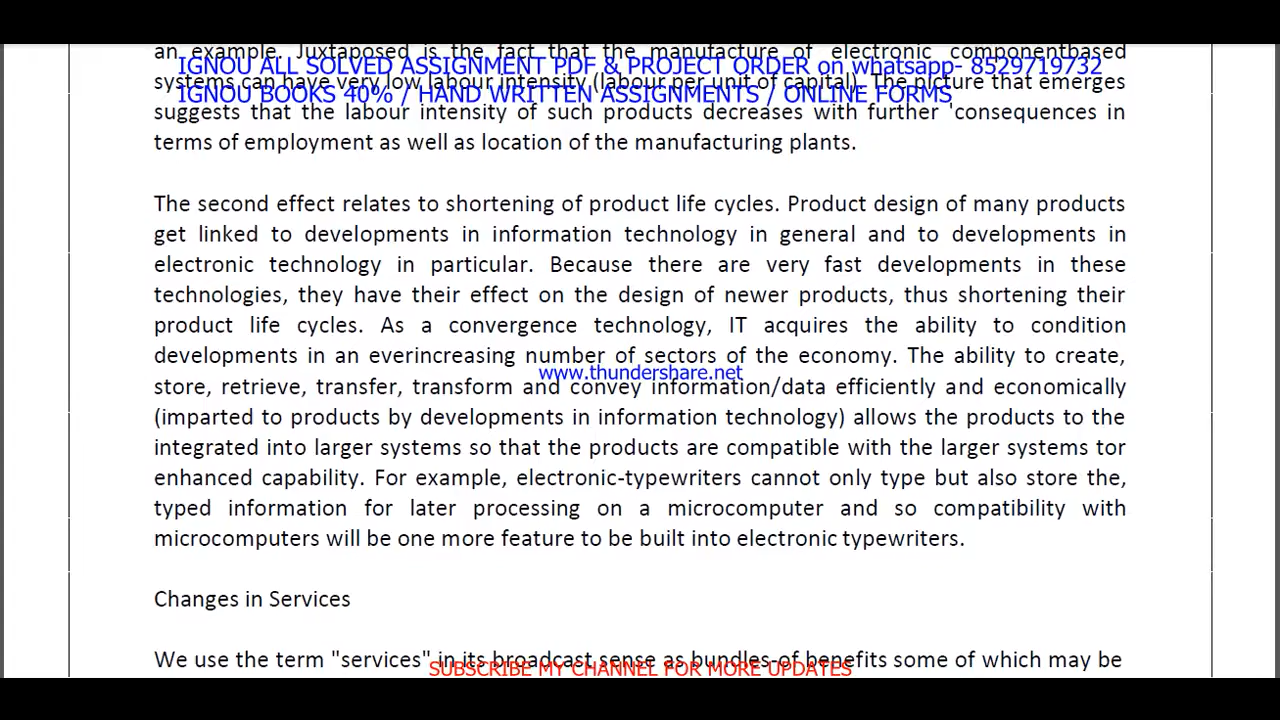 an example. Juxtaposed is the fact that the manufacture of electronic componentbased
IGNOU ALL SOLVED ASSIGNMENT PDF & PROJECT ORDER on whatsapp- 8529719732
systems can have very low labour intensity (labour per unit of capital). The picture that emerges
IGNOU BOOKS 40% / HAND WRITTEN ASSIGNMENTS / ONLINE FORMS
suggests that the labour intensity of such products decreases with further 'consequences in
terms of employment as well as location of the manufacturing plants.
The second effect relates to shortening of product life cycles. Product design of many products
get linked to developments in information technology in general and to developments in
electronic technology in particular. Because there are very fast developments in these
technologies, they have their effect on the design of newer products, thus shortening their
product life cycles. As a convergence technology, IT acquires the ability to condition
developments in an everincreasing number of sectors of the economy. The ability to create,
www.thundershare.net
store, retrieve, transfer, transform and convey information/data efficiently and economically
(imparted to products by developments in information technology) allows the products to the
integrated into larger systems so that the products are compatible with the larger systems tor
enhanced capability. For example, electronic-typewriters cannot only type but also store the,
typed information for later processing on a microcomputer and so compatibility with
microcomputers will be one more feature to be built into electronic typewriters.
Changes in Services
We use the term "services" in its broadcast sense as bundles-of benefits some of which may be
SUBSCRIBE MY CHANNEL FOR MORE UPDATES